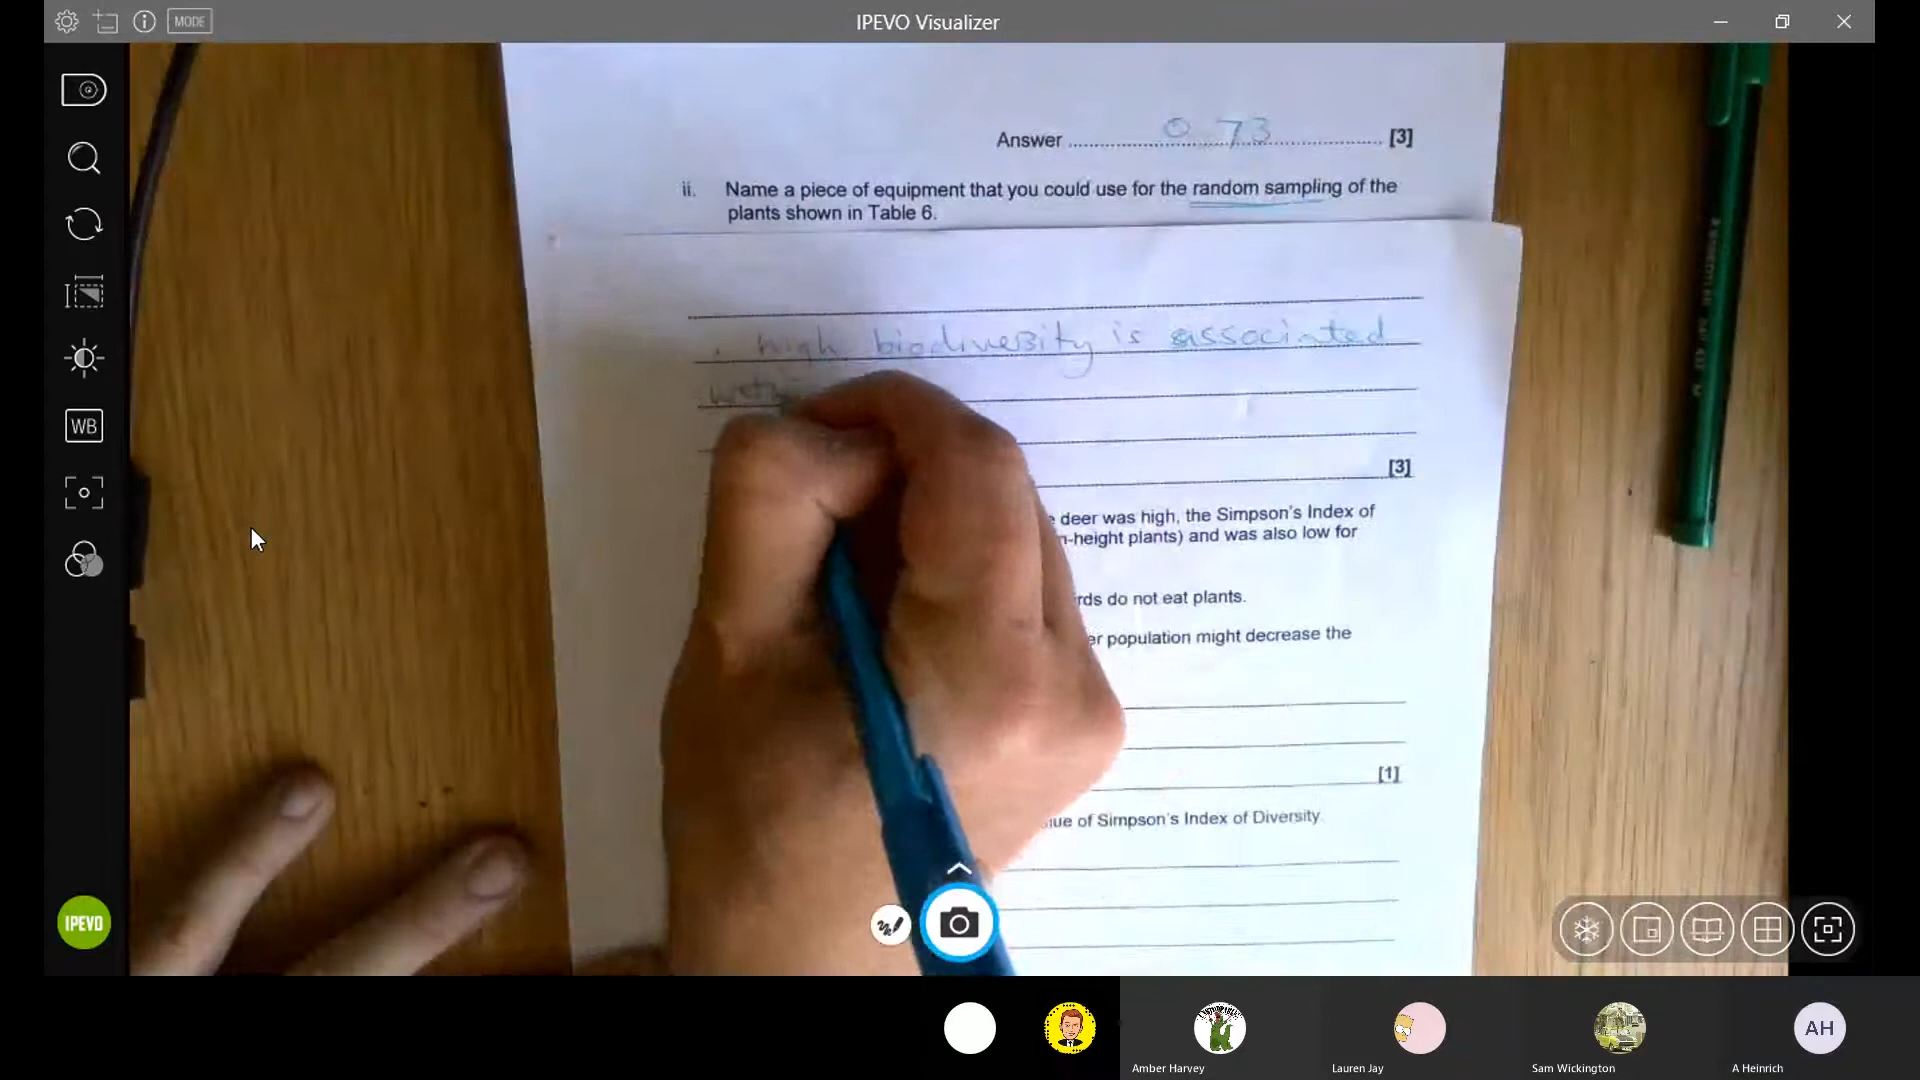 MODE
IPEVO Visualizer
Answer 0.73 [3]
ii. Name a piece of equipment that you could use for the random sampling of the
plants shown in Table 6.
. high biodiversity is associated
with
[3]
deer was high, the Simpson's Index of
-height plants) and was also low for
rds do not eat plants.
er population might decrease the
[1]
lue of Simpson's Index of Diversity.
WB
IPEVO
AH
Amber Harvey
Lauren Jay
Sam Wickington
A Heinrich